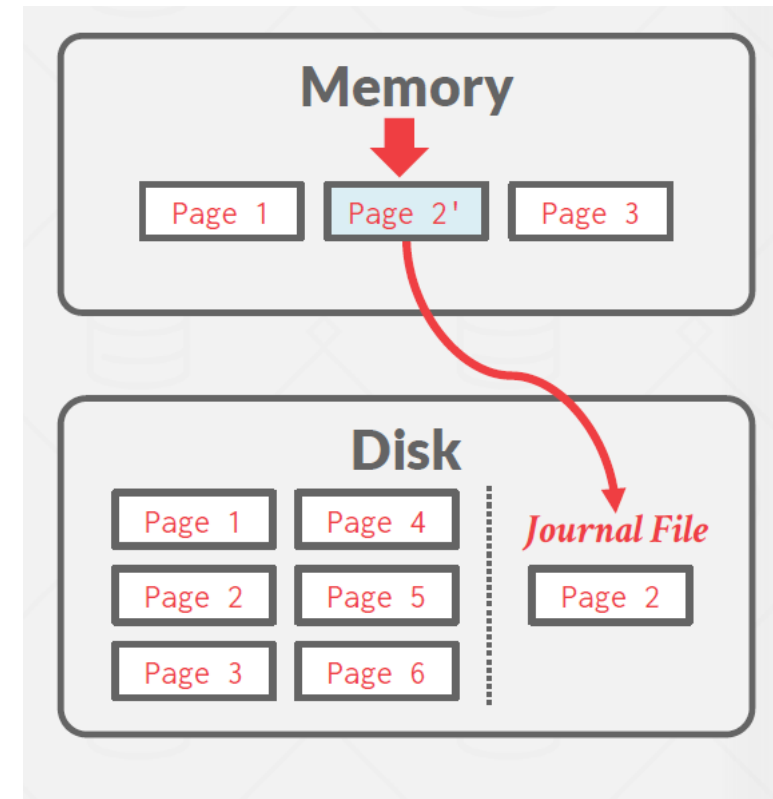 Memory
Page 1 Page 2' Page 3
Disk
Page 1 Page 4
Journal File
Page 2 Page 5 Page 2
Page 3 Page 6